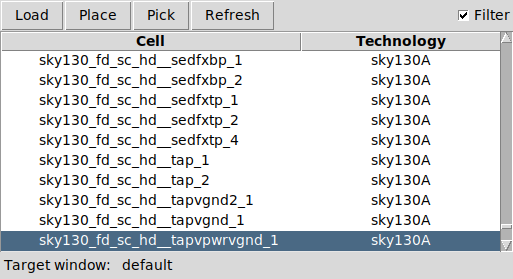 Load Place Pick Refresh Filter
Cell Technology
sky130_fd_sc_hd__sedfxbp_1 sky130A
sky130_fd_sc_hd__sedfxbp_2 sky130A
sky130_fd_sc_hd__sedfxtp_1 sky130A
sky130_fd_sc_hd__sedfxtp_2 sky130A
sky130_fd_sc_hd__sedfxtp_4 sky130A
sky130_fd_sc_hd__tap_1 sky130A
sky130_fd_sc_hd__tap_2 sky130A
sky130_fd_sc_hd__tapvgnd2_1 sky130A
sky130_fd_sc_hd__tapvgnd_1 sky130A
sky130_fd_sc_hd__tapvpwrvgnd_1 sky130A
Target window: default